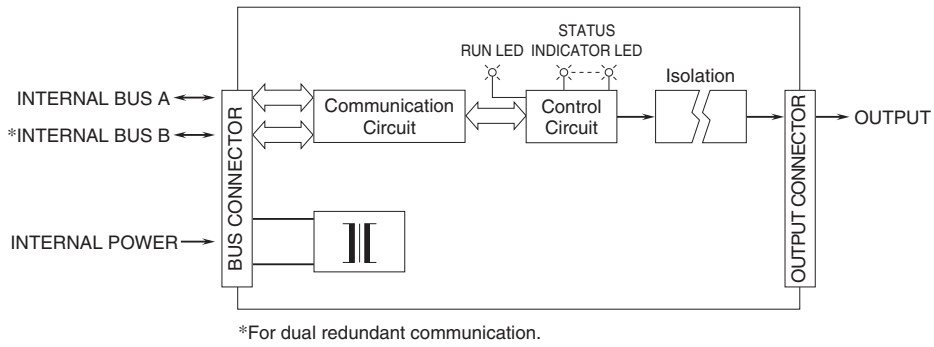 STATUS
RUN LED INDICATOR LED
Isolation
INTERNAL BUS A
*INTERNAL BUS B
BUS CONNECTOR
Communication
Circuit
Control
Circuit
OUTPUT CONNECTOR
OUTPUT
INTERNAL POWER
*For dual redundant communication.